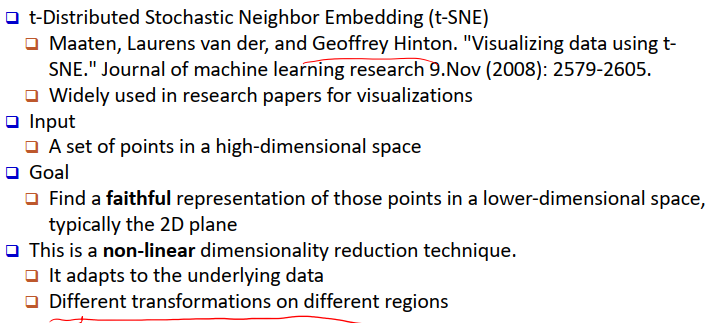 t-Distributed Stochastic Neighbor Embedding (t-SNE)
Maaten, Laurens van der, and Geoffrey Hinton. "Visualizing data using t-
SNE." Journal of machine learning research 9.Nov (2008): 2579-2605.
Widely used in research papers for visualizations
Input
A set of points in a high-dimensional space
Goal
Find a faithful representation of those points in a lower-dimensional space,
typically the 2D plane
This is a non-linear dimensionality reduction technique.
It adapts to the underlying data
Different transformations on different regions